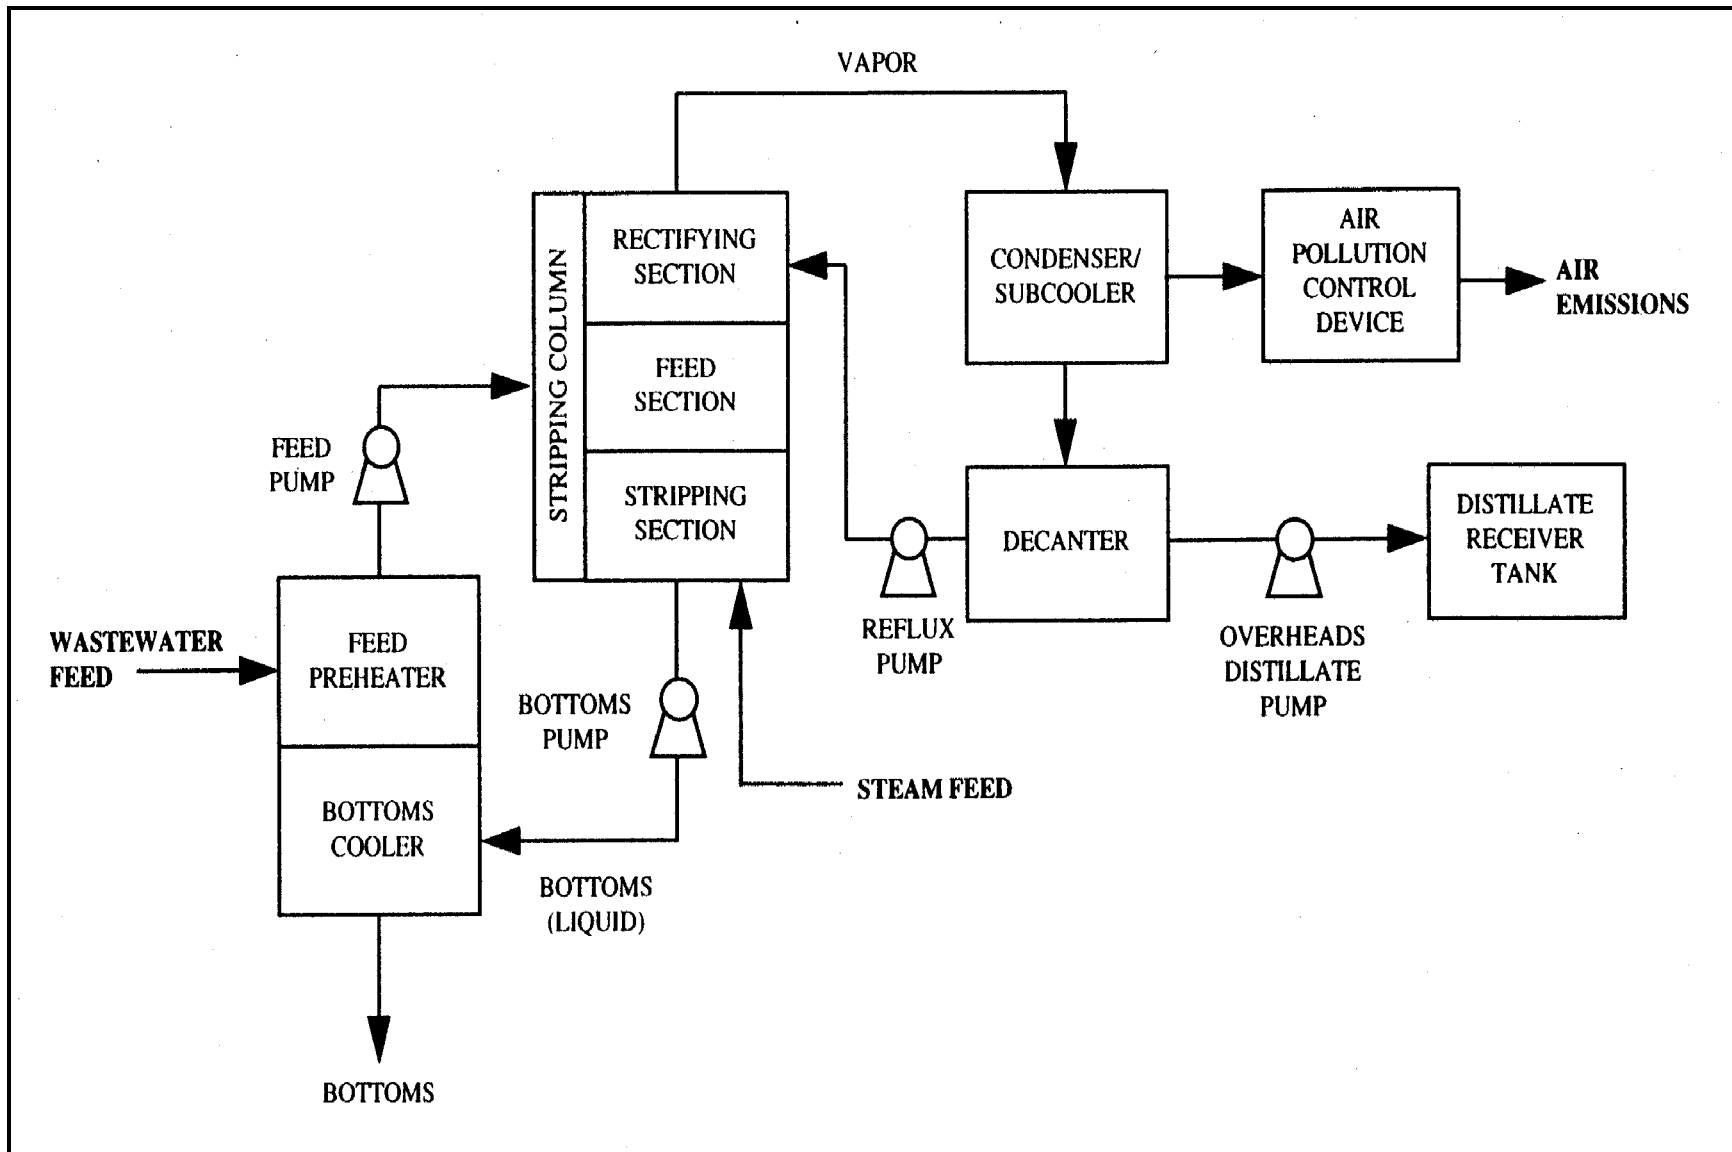 VAPOR
RECTIFYING
SECTION
FEED
SECTION
STRIPPING
SECTION
STRIPPING COLUMN
CONDENSER/
SUBCOOLER
AIR
POLLUTION
CONTROL
DEVICE
AIR
EMISSIONS
FEED
PUMP
DECANTER
DISTILLATE
RECEIVER
TANK
REFLUX
PUMP
OVERHEADS
DISTILLATE
PUMP
WASTEWATER
FEED
FEED
PREHEATER
BOTTOMS
PUMP
STEAM FEED
BOTTOMS
COOLER
BOTTOMS
(LIQUID)
BOTTOMS